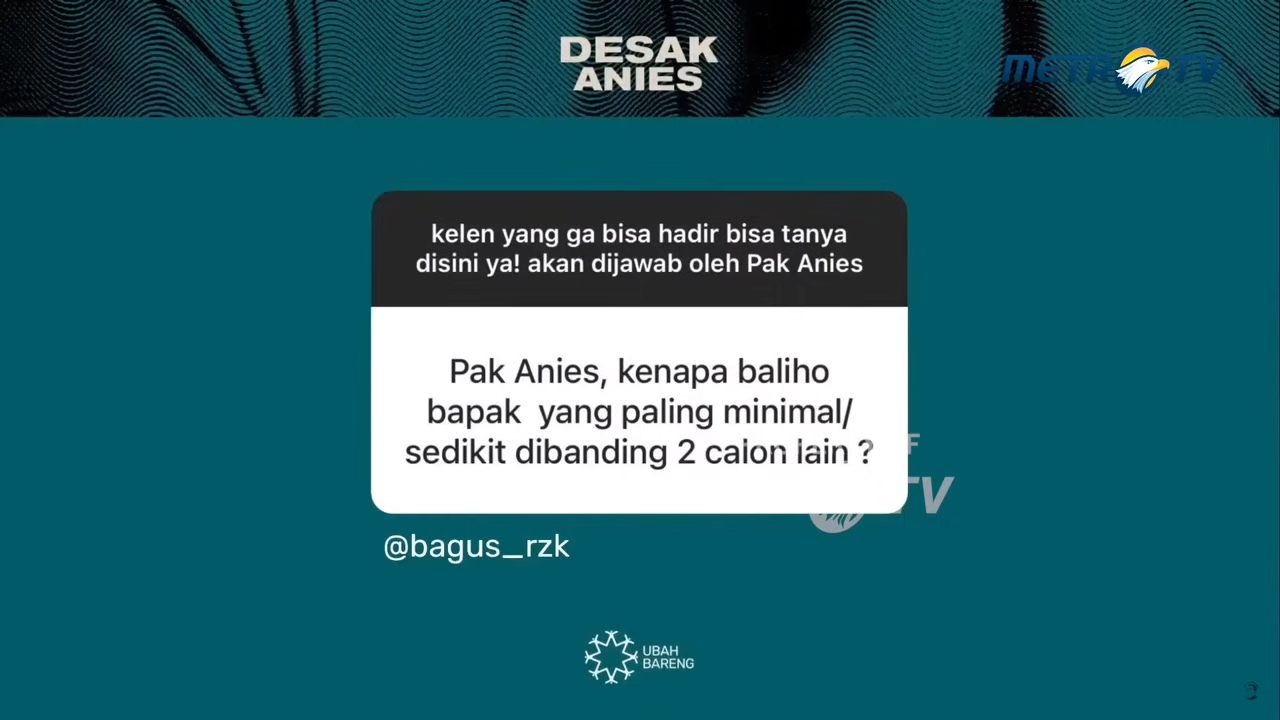 DESAK
ANIES
METRO TV
kelen yang ga bisa hadir bisa tanya
disini ya! akan dijawab oleh Pak Anies
Pak Anies, kenapa baliho
bapak yang paling minimal/
sedikit dibanding 2 calon lain ?
TV
@bagus_rzk
UBAH
BARENG